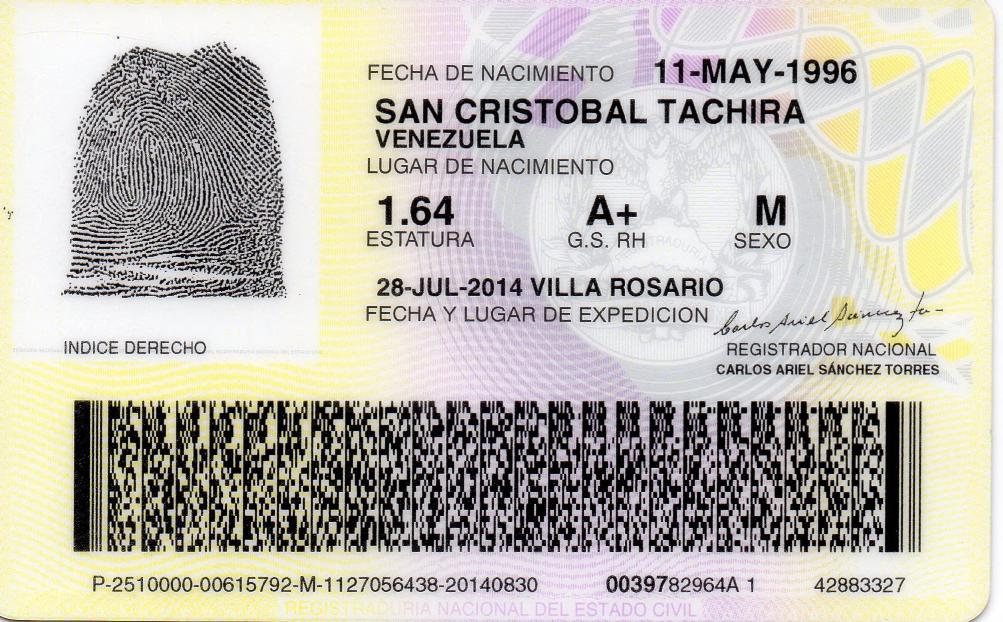 FECHA DE NACIMIENTO 11-MAY-1996
SAN CRISTOBAL TACHIRA
VENEZUELA
LUGAR DE NACIMIENTO
1.64 A+ M
ESTATURA G.S. RH SEXO
28-JUL-2014 VILLA ROSARIO
FECHA Y LUGAR DE EXPEDICION
Carlos Ariel Sánchez To-
INDICE DERECHO
REGISTRADOR NACIONAL
CARLOS ARIEL SÁNCHEZ TORRES
P-2510000-00615792-M-1127056438-20140830 0039782964A 1 42883327
REGISTRADURIA NACIONAL DEL ESTADO CIVIL